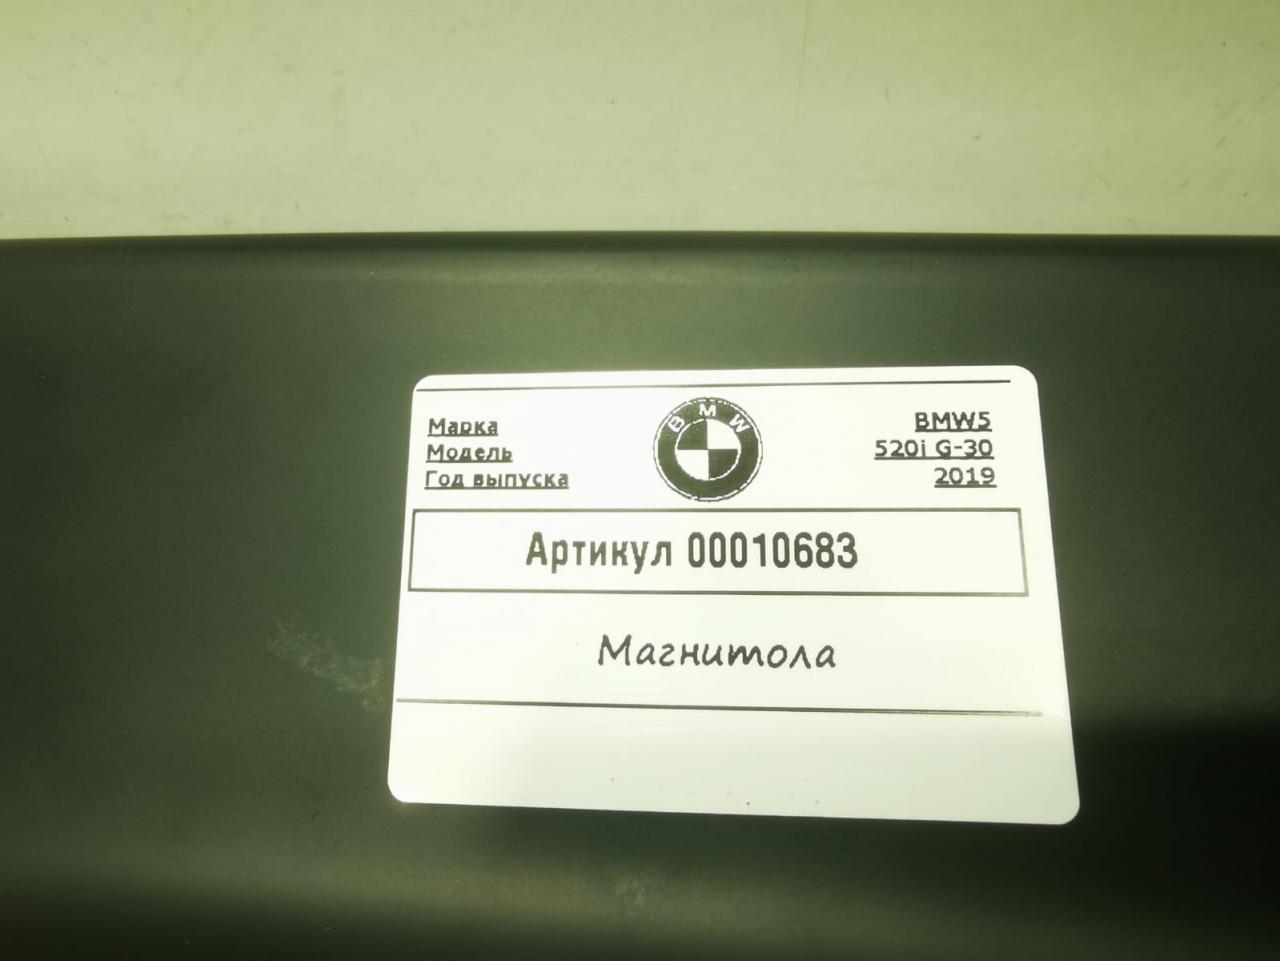 Марка BMW BMW5
Модель 520i G-30
Год выпуска 2019
Артикул 00010683
Магнитола